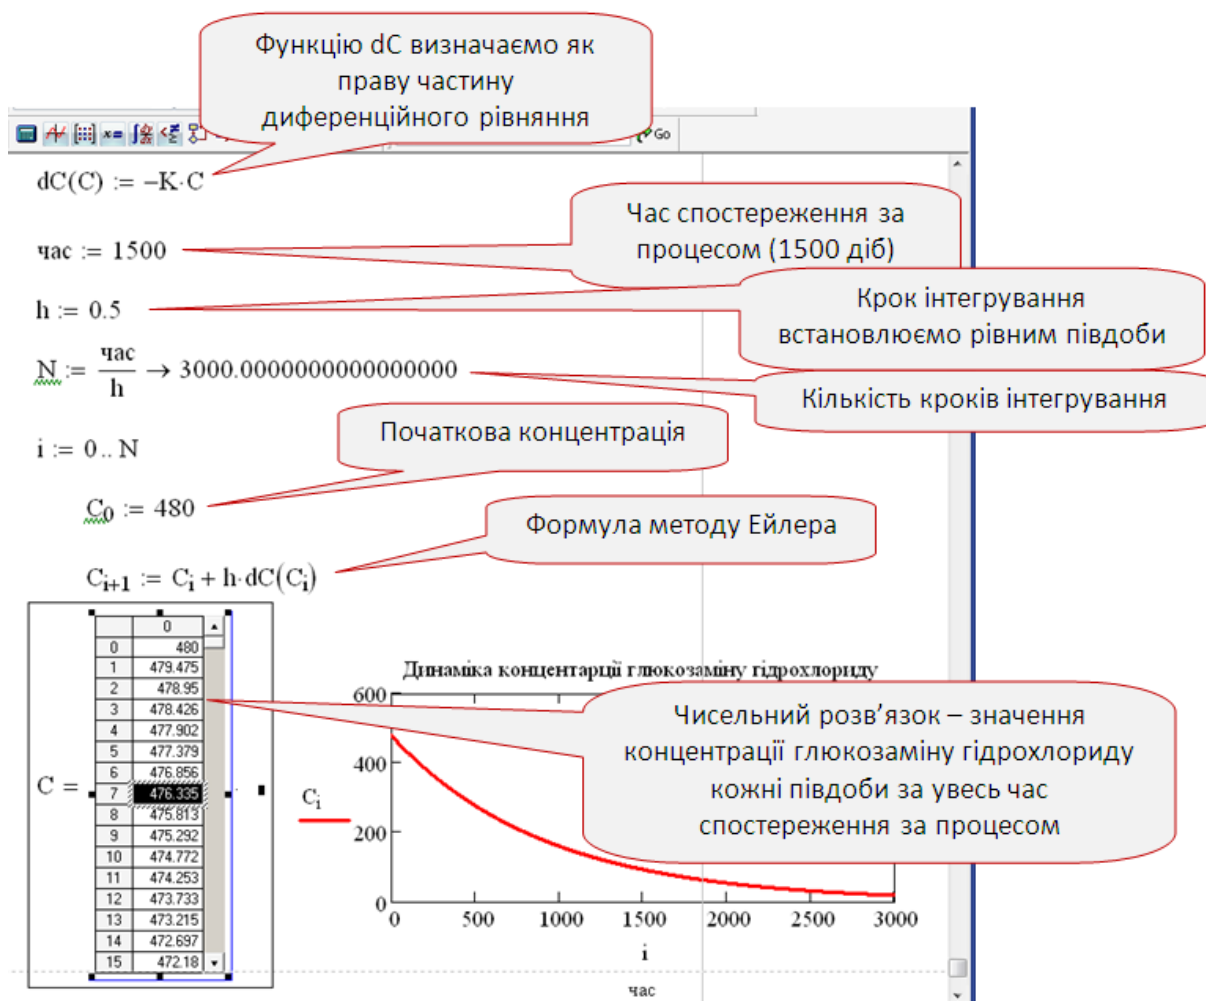 Функцію dC визначаємо як
праву частину
диференційного рівняння
Go
dC(C) := −K·C
Час спостереження за
процесом (1500 діб)
час := 1500
Крок інтегрування
встановлюємо рівним півдоби
h := 0.5
N := час/h → 3000.0000000000000000
Кількість кроків інтегрування
Початкова концентрація
i := 0 .. N
C0 := 480
Формула методу Ейлера
Ci+1 := Ci + h·dC(Ci)
C =
0
0 480
1 479.475
2 478.95
3 478.426
4 477.902
5 477.379
6 476.856
7 476.335
8 475.813
9 475.292
10 474.772
11 474.253
12 473.733
13 473.215
14 472.697
15 472.18
Динаміка концентарції глюкозаміну гідрохлориду
Чисельний розв’язок – значення
концентрації глюкозаміну гідрохлориду
кожні півдоби за увесь час
спостереження за процесом
600
400
200
0
Ci
0 500 1000 1500 2000 2500 3000
i
час